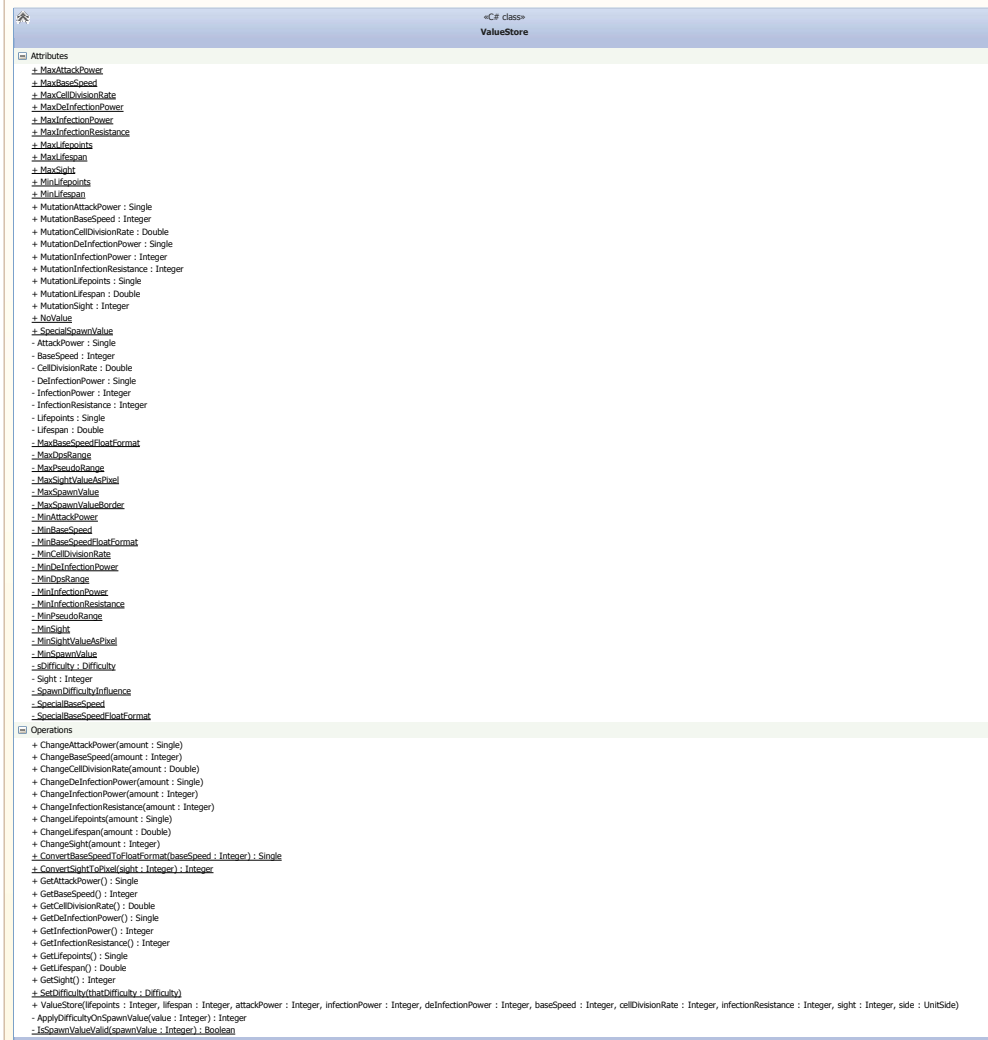 «C# class»
ValueStore
Attributes
+ MaxAttackPower
+ MaxBaseSpeed
+ MaxCellDivisionRate
+ MaxDeInfectionPower
+ MaxInfectionPower
+ MaxInfectionResistance
+ MaxLifepoints
+ MaxLifespan
+ MaxSight
+ MinLifepoints
+ MinLifespan
+ MutationAttackPower : Single
+ MutationBaseSpeed : Integer
+ MutationCellDivisionRate : Double
+ MutationDeInfectionPower : Single
+ MutationInfectionPower : Integer
+ MutationInfectionResistance : Integer
+ MutationLifepoints : Single
+ MutationLifespan : Double
+ MutationSight : Integer
+ NoValue
+ SpecialSpawnValue
- AttackPower : Single
- BaseSpeed : Integer
- CellDivisionRate : Double
- DeInfectionPower : Single
- InfectionPower : Integer
- InfectionResistance : Integer
- Lifepoints : Single
- Lifespan : Double
- MaxBaseSpeedFloatFormat
- MaxDpsRange
- MaxPseudoRange
- MaxSightValueAsPixel
- MaxSpawnValue
- MaxSpawnValueBorder
- MinAttackPower
- MinBaseSpeed
- MinBaseSpeedFloatFormat
- MinCellDivisionRate
- MinDeInfectionPower
- MinDpsRange
- MinInfectionPower
- MinInfectionResistance
- MinPseudoRange
- MinSight
- MinSightValueAsPixel
- MinSpawnValue
- sDifficulty : Difficulty
- Sight : Integer
- SpawnDifficultyInfluence
- SpecialBaseSpeed
- SpecialBaseSpeedFloatFormat
Operations
+ ChangeAttackPower(amount : Single)
+ ChangeBaseSpeed(amount : Integer)
+ ChangeCellDivisionRate(amount : Double)
+ ChangeDeInfectionPower(amount : Single)
+ ChangeInfectionPower(amount : Integer)
+ ChangeInfectionResistance(amount : Integer)
+ ChangeLifepoints(amount : Single)
+ ChangeLifespan(amount : Double)
+ ChangeSight(amount : Integer)
+ ConvertBaseSpeedToFloatFormat(baseSpeed : Integer) : Single
+ ConvertSightToPixel(sight : Integer) : Integer
+ GetAttackPower() : Single
+ GetBaseSpeed() : Integer
+ GetCellDivisionRate() : Double
+ GetDeInfectionPower() : Single
+ GetInfectionPower() : Integer
+ GetInfectionResistance() : Integer
+ GetLifepoints() : Single
+ GetLifespan() : Double
+ GetSight() : Integer
+ SetDifficulty(thatDifficulty : Difficulty)
+ ValueStore(lifepoints : Integer, lifespan : Integer, attackPower : Integer, infectionPower : Integer, deInfectionPower : Integer, baseSpeed : Integer, cellDivisionRate : Integer, infectionResistance : Integer, sight : Integer, side : UnitSide)
- ApplyDifficultyOnSpawnValue(value : Integer) : Integer
- IsSpawnValueValid(spawnValue : Integer) : Boolean